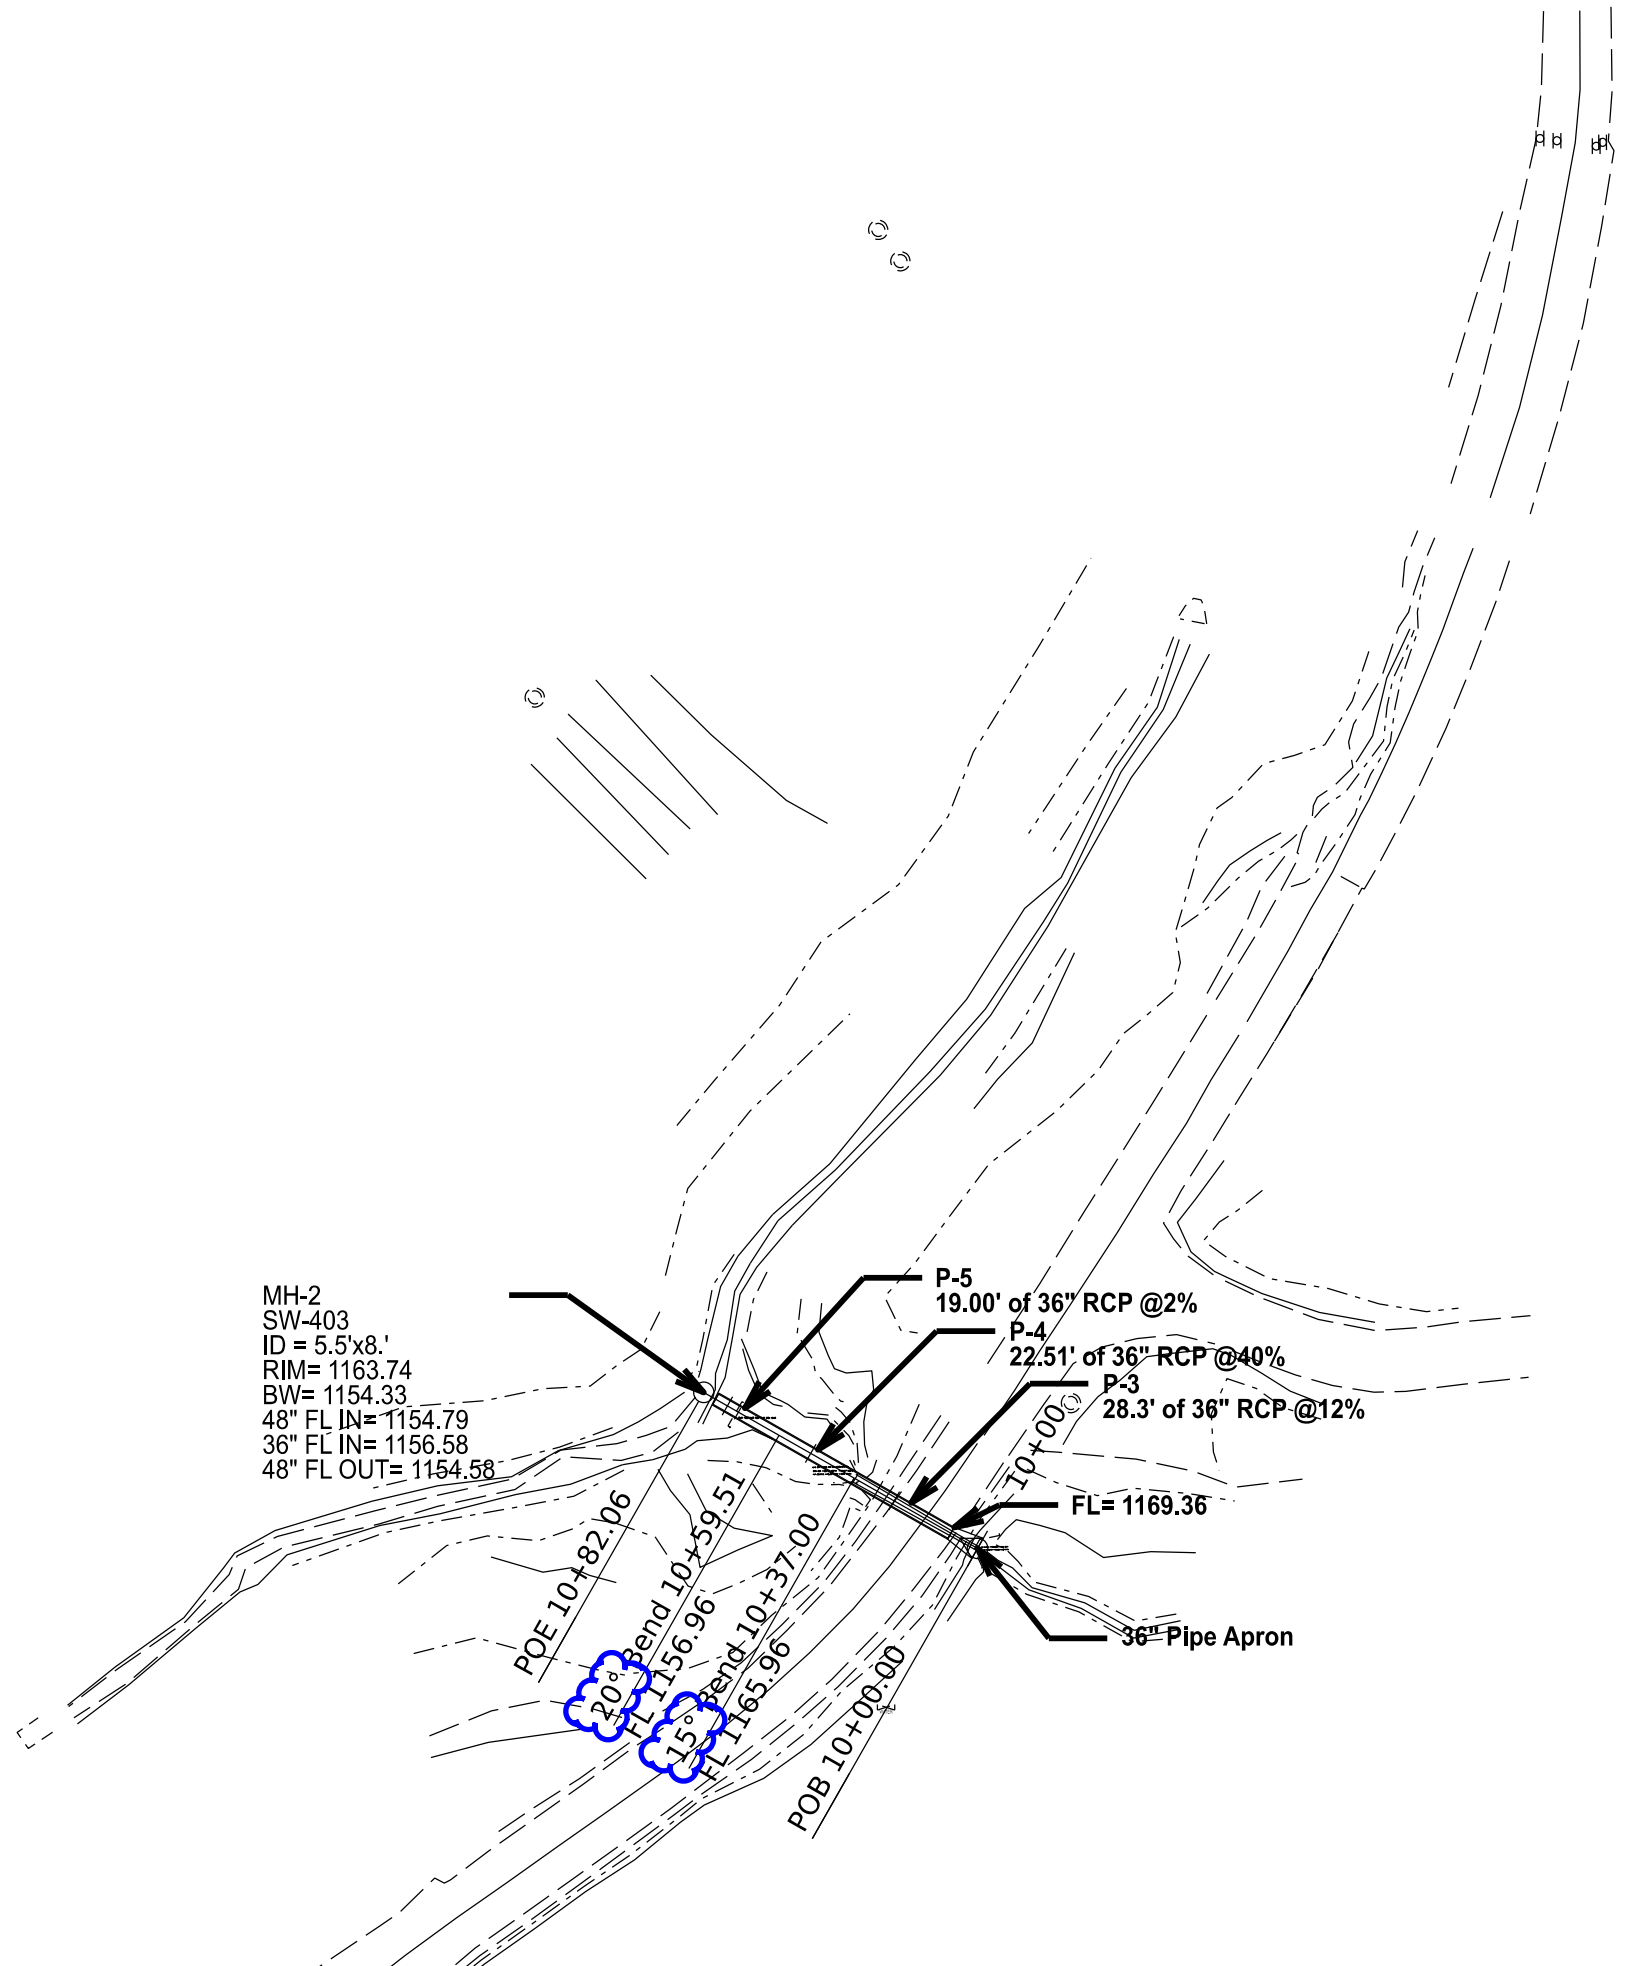 MH-2
SW-403
ID = 5.5'x8.'
RIM= 1163.74
BW= 1154.33
48" FL IN= 1154.79
36" FL IN= 1156.58
48" FL OUT= 1154.58
P-5
19.00' of 36" RCP @2%
P-4
22.51' of 36" RCP @40%
P-3
28.3' of 36" RCP @12%
10+00
FL= 1169.36
36" Pipe Apron
POE 10+82.06
20° Bend 10+59.51
FL 1156.96
15° Bend 10+37.00
FL 1165.96
POB 10+00.00